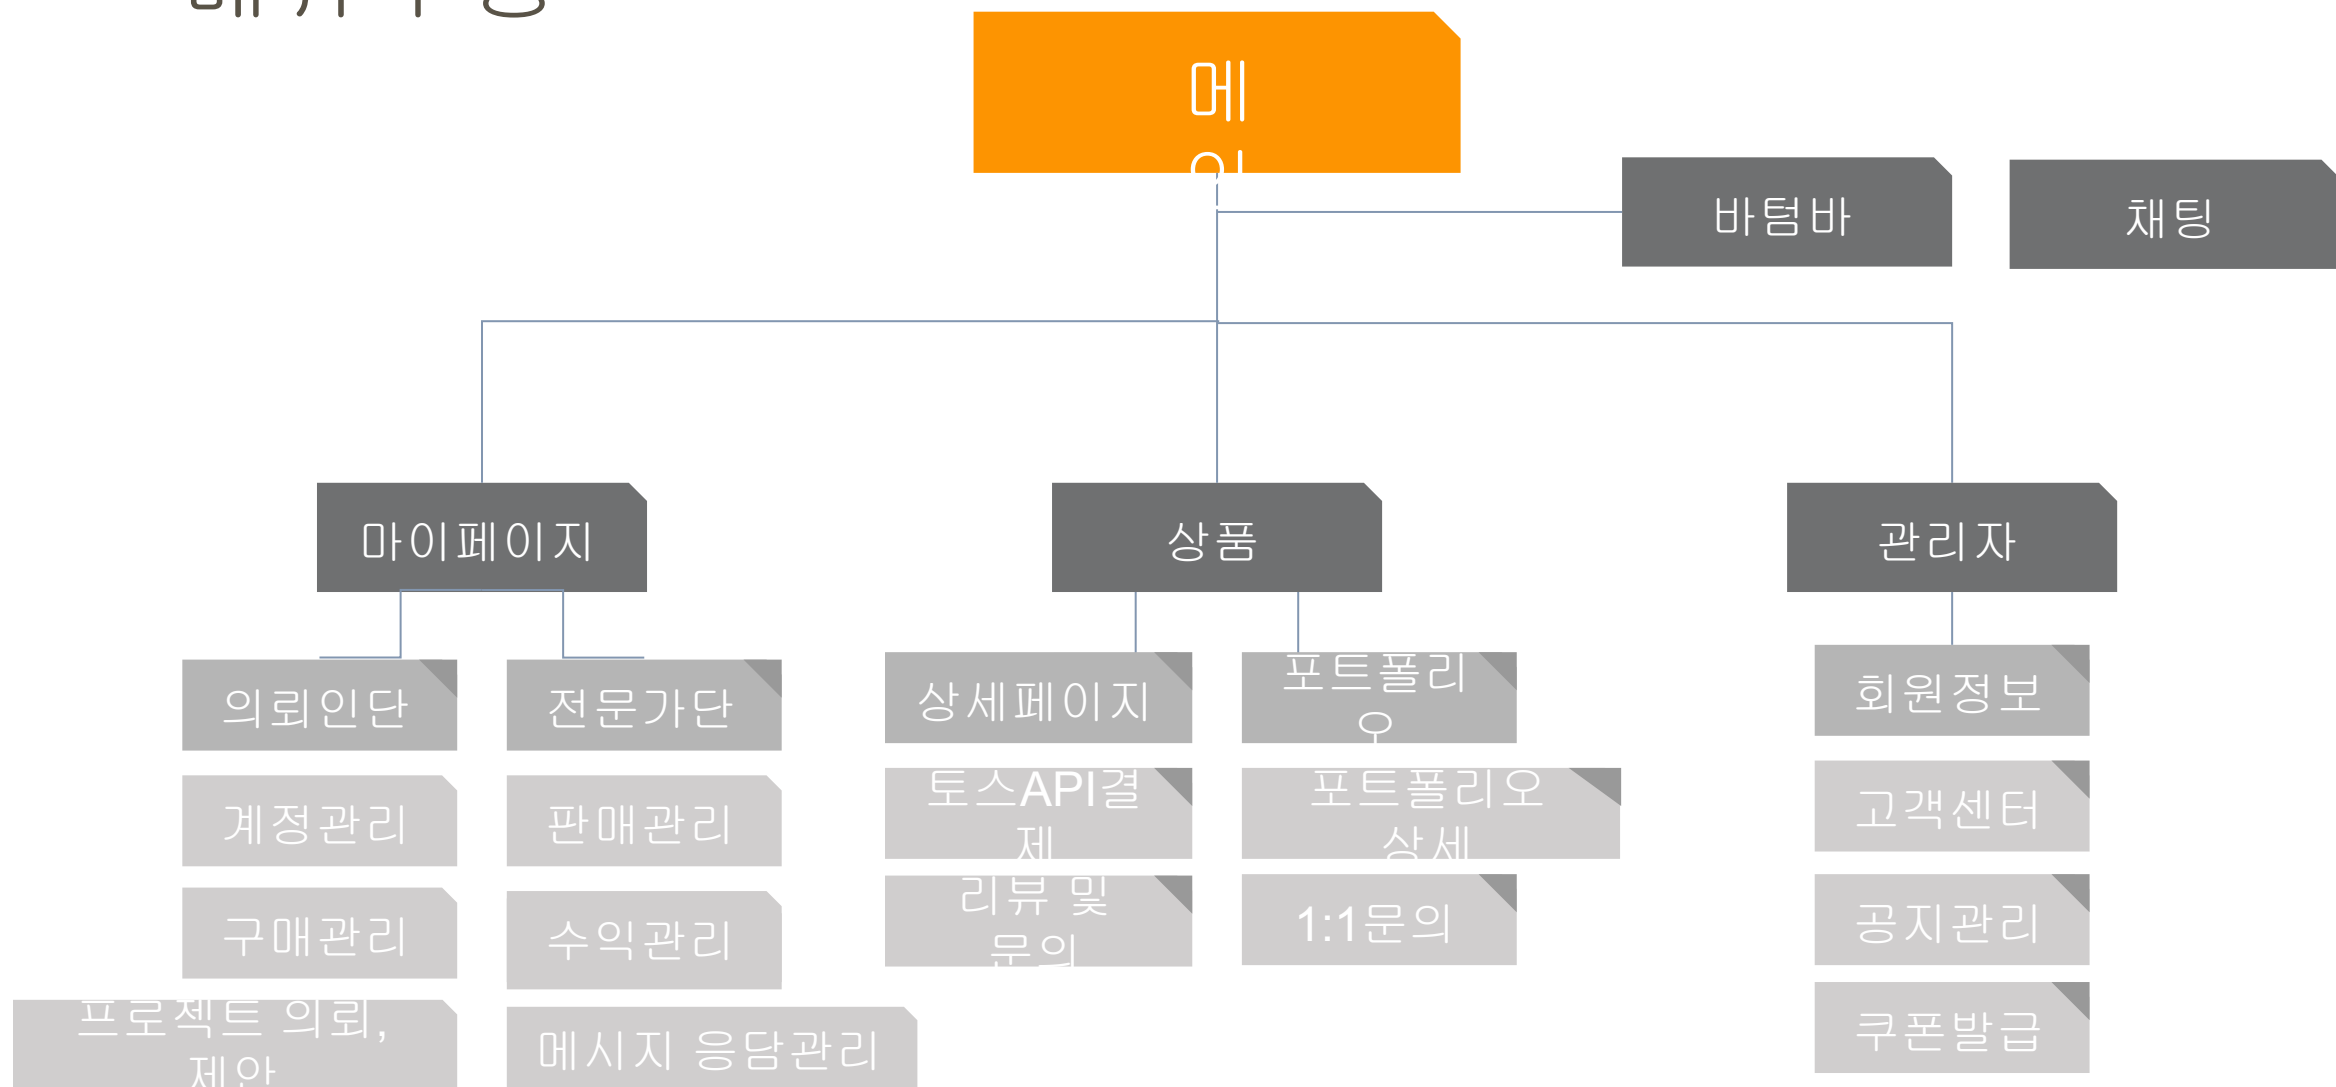 메
인
바텀바
채팅
마이페이지
상품
관리자
의뢰인단
전문가단
상세페이지
포트폴리
오
회원정보
계정관리
판매관리
토스API결
제
포트폴리오
상세
고객센터
구매관리
수익관리
리뷰 및
문의
1:1문의
공지관리
프로젝트 의뢰,
제안
메시지 응답관리
쿠폰발급